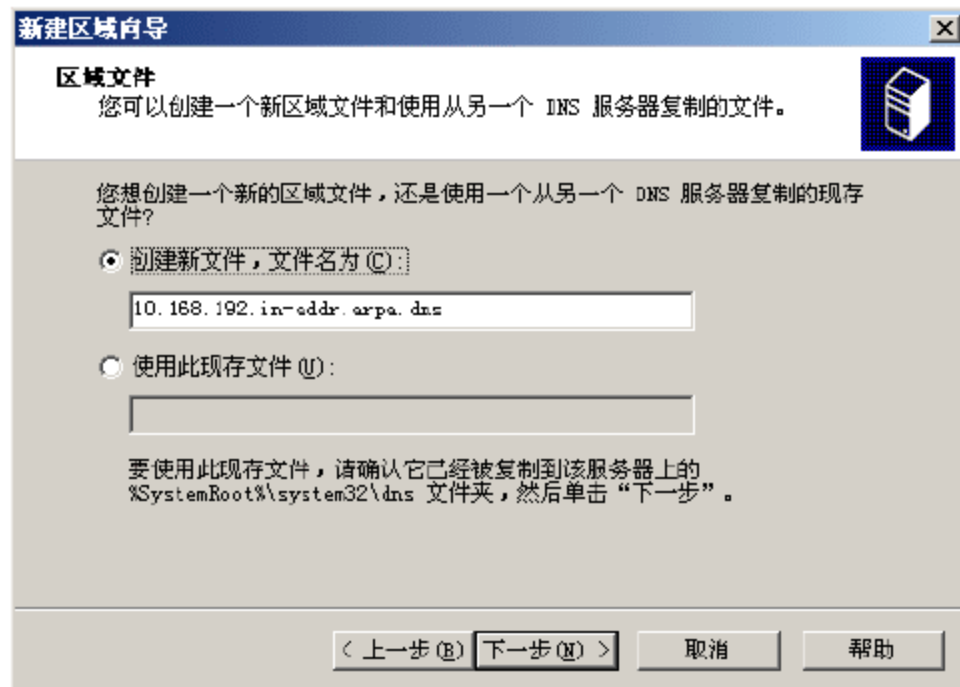 新建区域向导
区域文件
您可以创建一个新区域文件和使用从另一个 DNS 服务器复制的文件。
您想创建一个新的区域文件，还是使用一个从另一个 DNS 服务器复制的现存
文件?
创建新文件，文件名为(C):
10.168.192.in-addr.arpa.dns
使用此现存文件(U):
要使用此现存文件，请确认它已经被复制到该服务器上的
%SystemRoot%\system32\dns 文件夹，然后单击“下一步”。
< 上一步(B) 下一步(N) > 取消 帮助